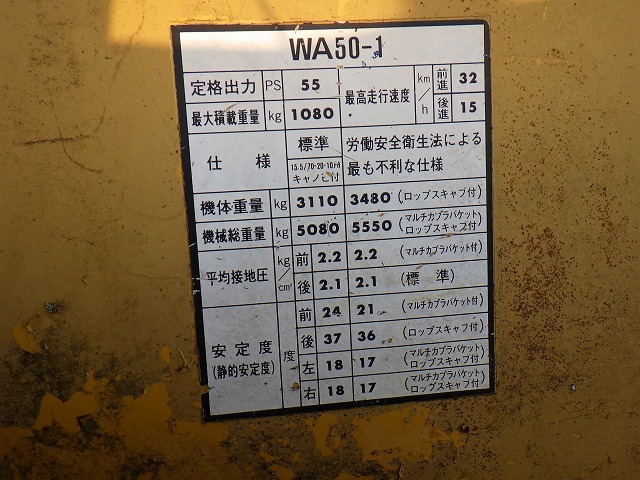 WA50-1
定格出力 PS 55 最高走行速度 km/h 前進 32
最大積載重量 kg 1080 後進 15
仕様 標準 労働安全衛生法による
15.5/70-20-10PR 最も不利な仕様
キャノピ付
機体重量 kg 3110 3480 (ロップスキャブ付)
機械総重量 kg 5080 5550 (マルチカプラバケット ロップスキャブ付)
平均接地圧 kg/cm² 前 2.2 2.2 (マルチカプラバケット付)
後 2.1 2.1 (標準)
安定度 (静的安定度) 度 前 24 21 (マルチカプラバケット付)
後 37 36 (ロップスキャブ付)
左 18 17 (マルチカプラバケット ロップスキャブ付)
右 18 17 (マルチカプラバケット ロップスキャブ付)